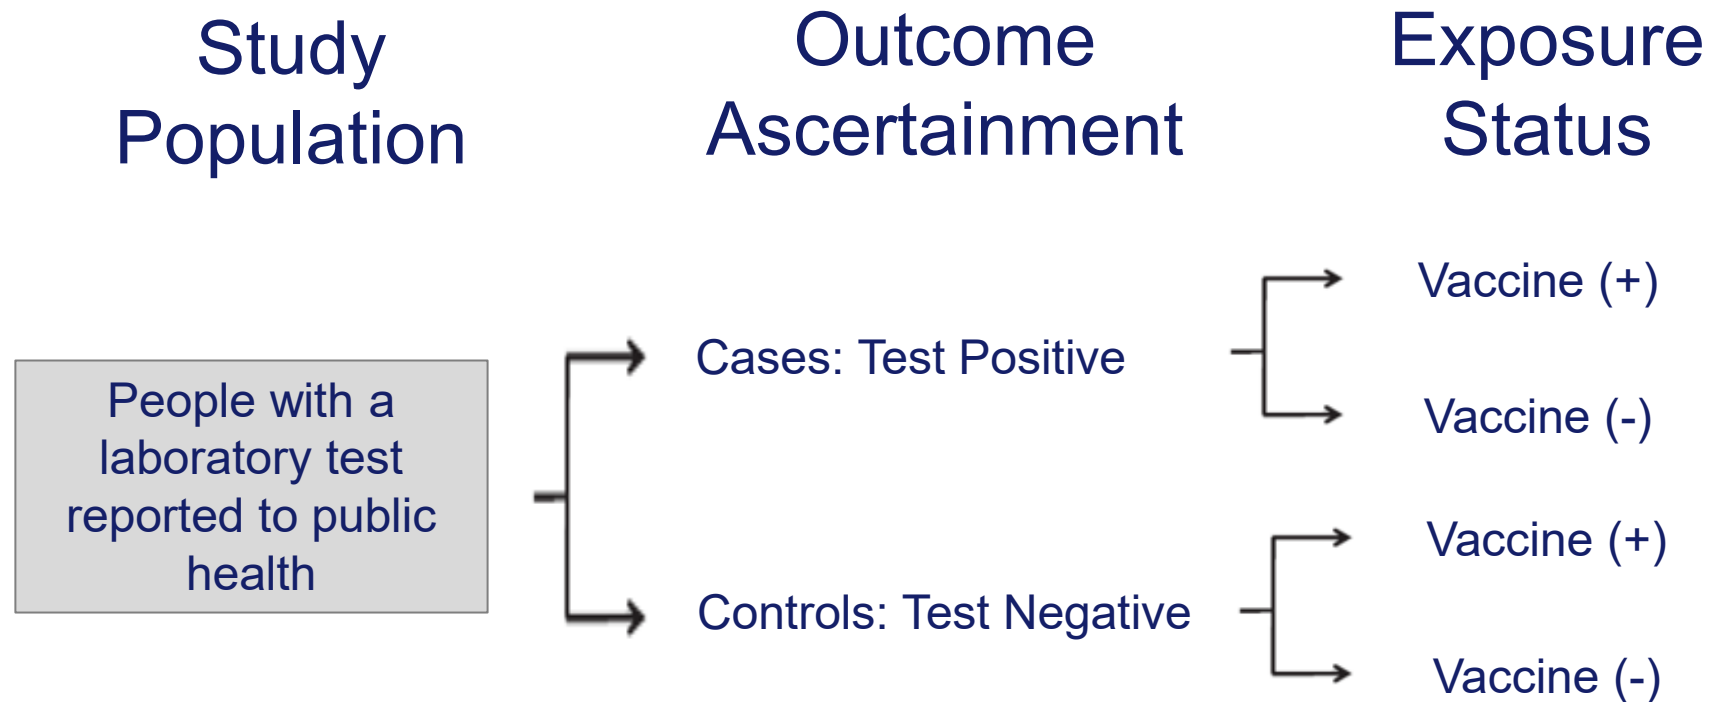 Study
Population
Outcome
Ascertainment
Exposure
Status
People with a
laboratory test
reported to public
health
Cases: Test Positive
Vaccine (+)
Vaccine (-)
Controls: Test Negative
Vaccine (+)
Vaccine (-)